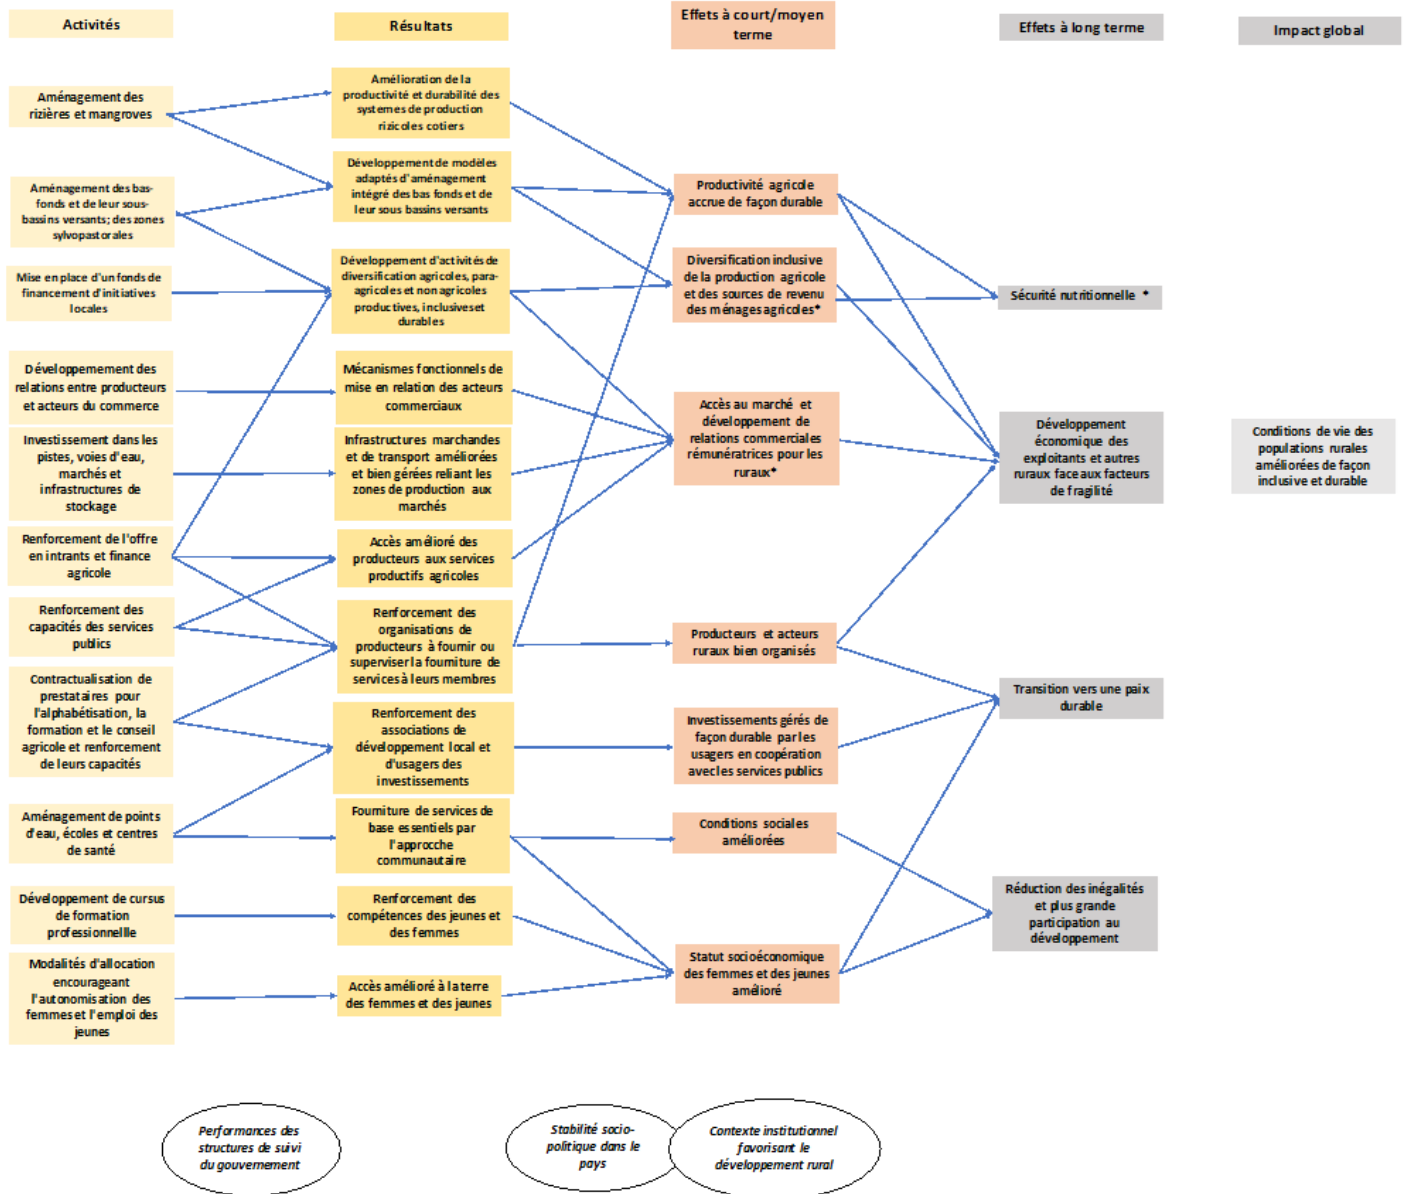 Activités
Résultats
Effets à court/moyen
terme
Effets à long terme
Impact global
Aménagement des
rizières et mangroves
Aménagement des bas-
fonds et de leur sous-
bassins versants; des zones
sylvopastorales
Mise en place d'un fonds de
financement d'initiatives
locales
Développemement des
relations entre producteurs
et acteurs du commerce
Investissement dans les
pistes, voies d'eau,
marchés et
infrastructures de
stockage
Renforcement de l'offre
en intrants et finance
agricole
Renforcement des
capacités des services
publics
Contractualisation de
prestataires pour
l'alphabétisation, la
formation et le conseil
agricole et renforcement
de leurs capacités
Aménagement de points
d'eau, écoles et centres
de santé
Développement de cursus
de formation
professionnellle
Modalités d'allocation
encourageant
l'autonomisation des
femmes et l'emploi des
jeunes
Amélioration de la
productivité et durabilité des
systemes de production
rizicoles cotiers
Développement de modèles
adaptés d'aménagement
intégré des bas fonds et de
leur sous bassins versants
Développement d'activités de
diversification agricoles, para-
agricoles et non agricoles
productives, inclusives et
durables
Mécanismes fonctionnels de
mise en relation des acteurs
commerciaux
Infrastructures marchandes
et de transport améliorées
et bien gérées reliant les
zones de production aux
marchés
Accès amélioré des
producteurs aux services
productifs agricoles
Renforcement des
organisations de
producteurs à fournir ou
superviser la fourniture de
services à leurs membres
Renforcement des
associations de
développement local et
d'usagers des
investissements
Fourniture de services de
base essentiels par
l'approcche
communautaire
Renforcement des
compétences des jeunes et
des femmes
Accès amélioré à la terre
des femmes et des jeunes
Productivité agricole
accrue de façon durable
Diversification inclusive
de la production agricole
et des sources de revenu
des ménages agricoles*
Accès au marché et
développement de
relations commerciales
rémunératrices pour les
ruraux*
Producteurs et acteurs
ruraux bien organisés
Investissements gérés de
façon durable par les
usagers en coopération
avec les services publics
Conditions sociales
améliorées
Statut socioéconomique
des femmes et des jeunes
amélioré
Sécurité nutritionnelle *
Développement
économique des
exploitants et autres
ruraux face aux facteurs
de fragilité
Transition vers une paix
durable
Réduction des inégalités
et plus grande
participation au
développement
Conditions de vie des
populations rurales
améliorées de façon
inclusive et durable
Performances des
structures de suivi
du gouvernement
Stabilité socio-
politique dans le
pays
Contexte institutionnel
favorisant le
développement rural